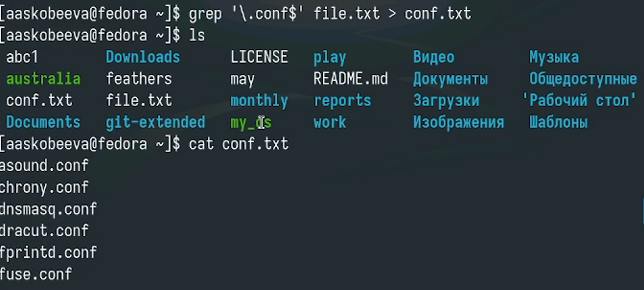 [aaskobeeva@fedora ~]$ grep '\.conf$' file.txt > conf.txt
[aaskobeeva@fedora ~]$ ls
abc1 Downloads LICENSE play Видео Музыка
australia feathers may README.md Документы Общедоступные
conf.txt file.txt monthly reports Загрузки 'Рабочий стол'
Documents git-extended my_os work Изображения Шаблоны
[aaskobeeva@fedora ~]$ cat conf.txt
asound.conf
chrony.conf
dnsmasq.conf
dracut.conf
fprintd.conf
fuse.conf